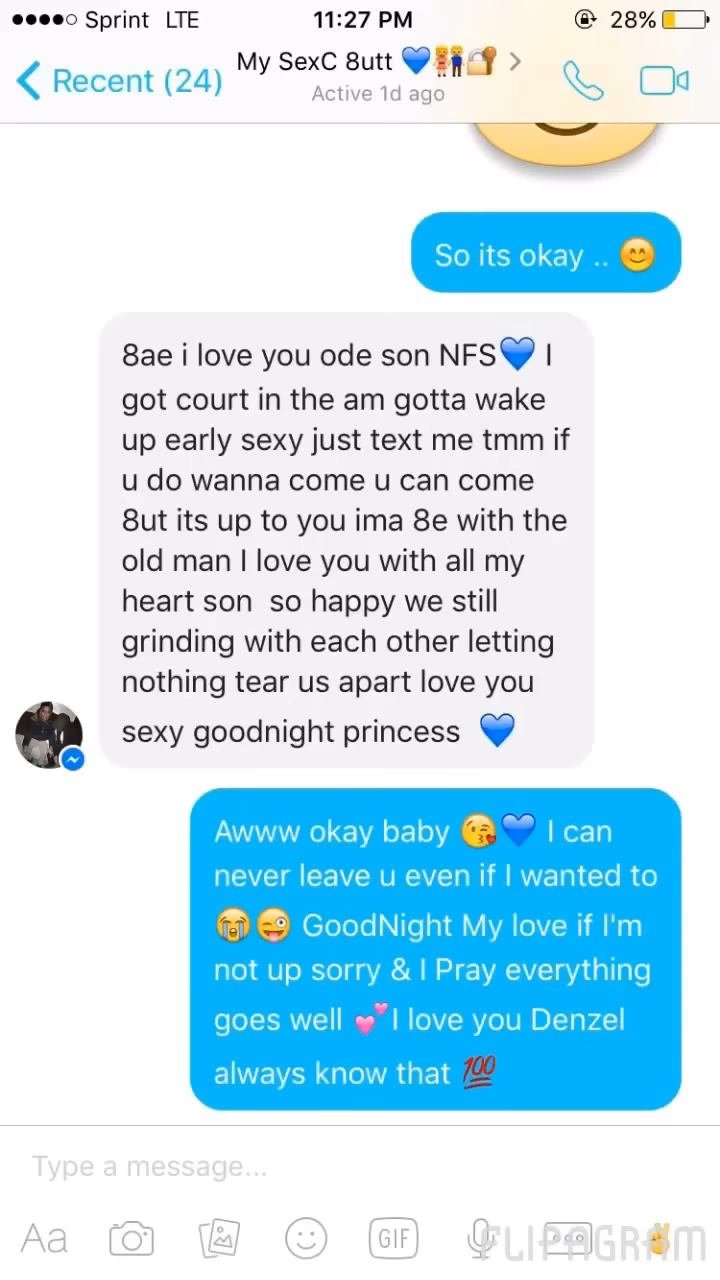 Sprint LTE 11:27 PM 28%
Recent (24) My SexC 8utt 💙👫🔐
Active 1d ago
So its okay .. 😊
8ae i love you ode son NFS💙 I
got court in the am gotta wake
up early sexy just text me tmm if
u do wanna come u can come
8ut its up to you ima 8e with the
old man I love you with all my
heart son so happy we still
grinding with each other letting
nothing tear us apart love you
sexy goodnight princess 💙
Awww okay baby 😘💙 I can
never leave u even if I wanted to
😭😜 GoodNight My love if I'm
not up sorry & I Pray everything
goes well 💕I love you Denzel
always know that 💯
Type a message...
Aa GIF
FLIPAGRAM